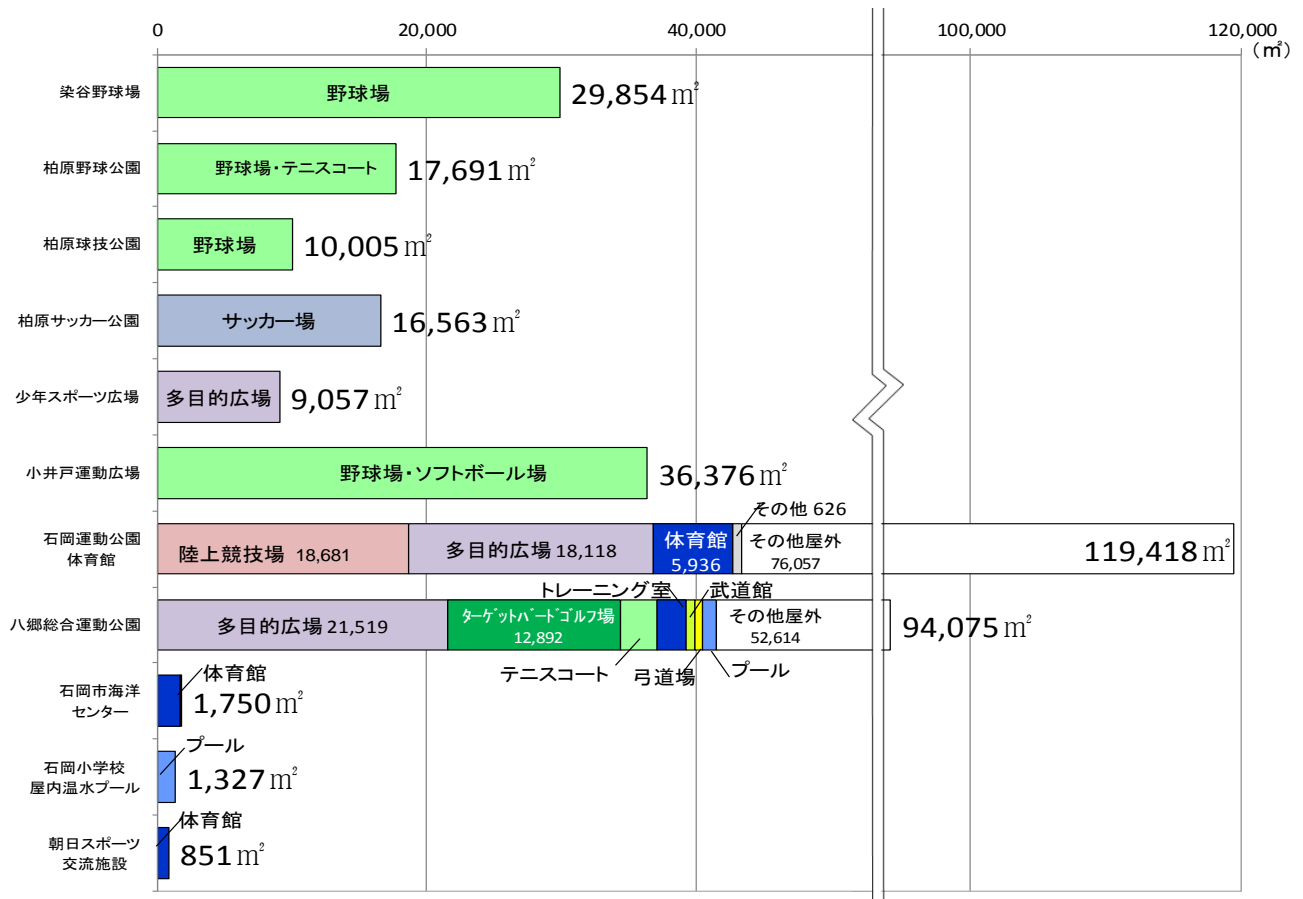 0 20,000 40,000 100,000 120,000
(㎡)
染谷野球場 野球場 29,854㎡
柏原野球公園 野球場・テニスコート 17,691㎡
柏原球技公園 野球場 10,005㎡
柏原サッカー公園 サッカー場 16,563㎡
少年スポーツ広場 多目的広場 9,057㎡
小井戸運動広場 野球場・ソフトボール場 36,376㎡
その他 626
石岡運動公園
体育館
陸上競技場 18,681 多目的広場 18,118
体育館
5,936
その他屋外
76,057
119,418㎡
トレーニング室 武道館
八郷総合運動公園 多目的広場 21,519
ターゲットバードゴルフ場
12,892
その他屋外
52,614
94,075㎡
テニスコート 弓道場 プール
石岡市海洋
センター
体育館
1,750㎡
石岡小学校
屋内温水プール
プール
1,327㎡
朝日スポーツ
交流施設
体育館
851㎡